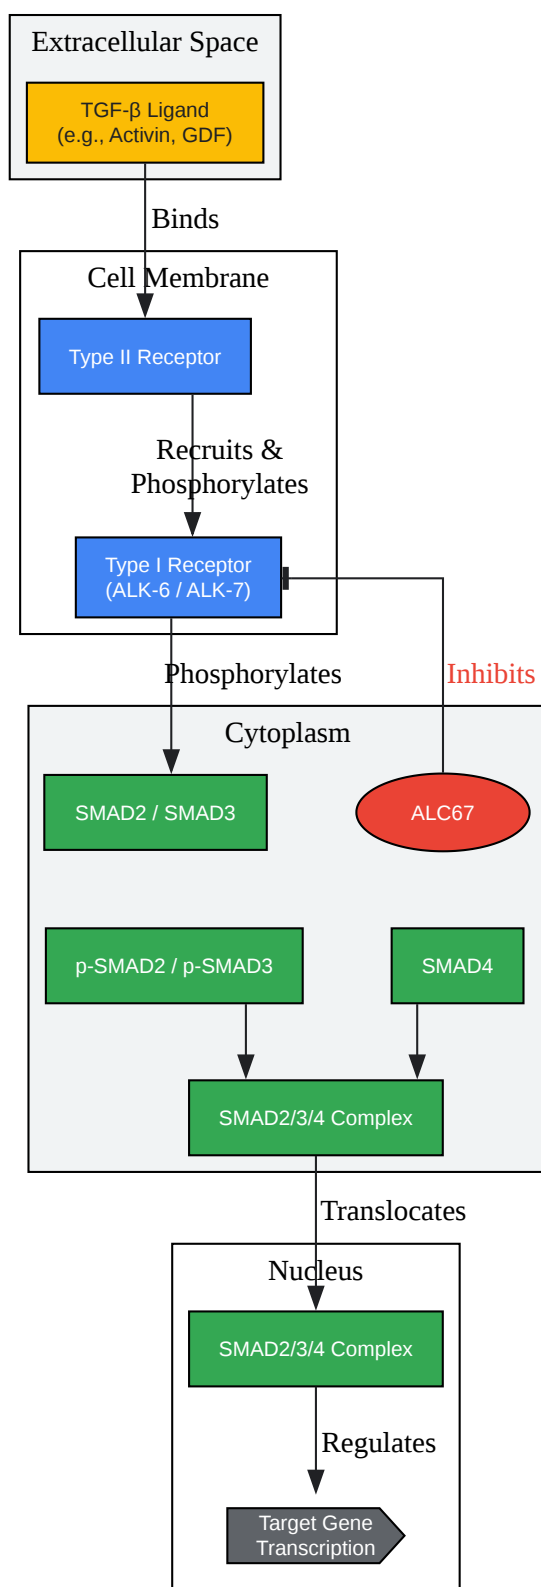 Extracellular Space
TGF-β Ligand
(e.g., Activin, GDF)
Binds
Cell Membrane
Type II Receptor
Recruits &
Phosphorylates
Type I Receptor
(ALK-6 / ALK-7)
Phosphorylates
Inhibits
Cytoplasm
SMAD2 / SMAD3
ALC67
p-SMAD2 / p-SMAD3
SMAD4
SMAD2/3/4 Complex
Translocates
Nucleus
SMAD2/3/4 Complex
Regulates
Target Gene
Transcription